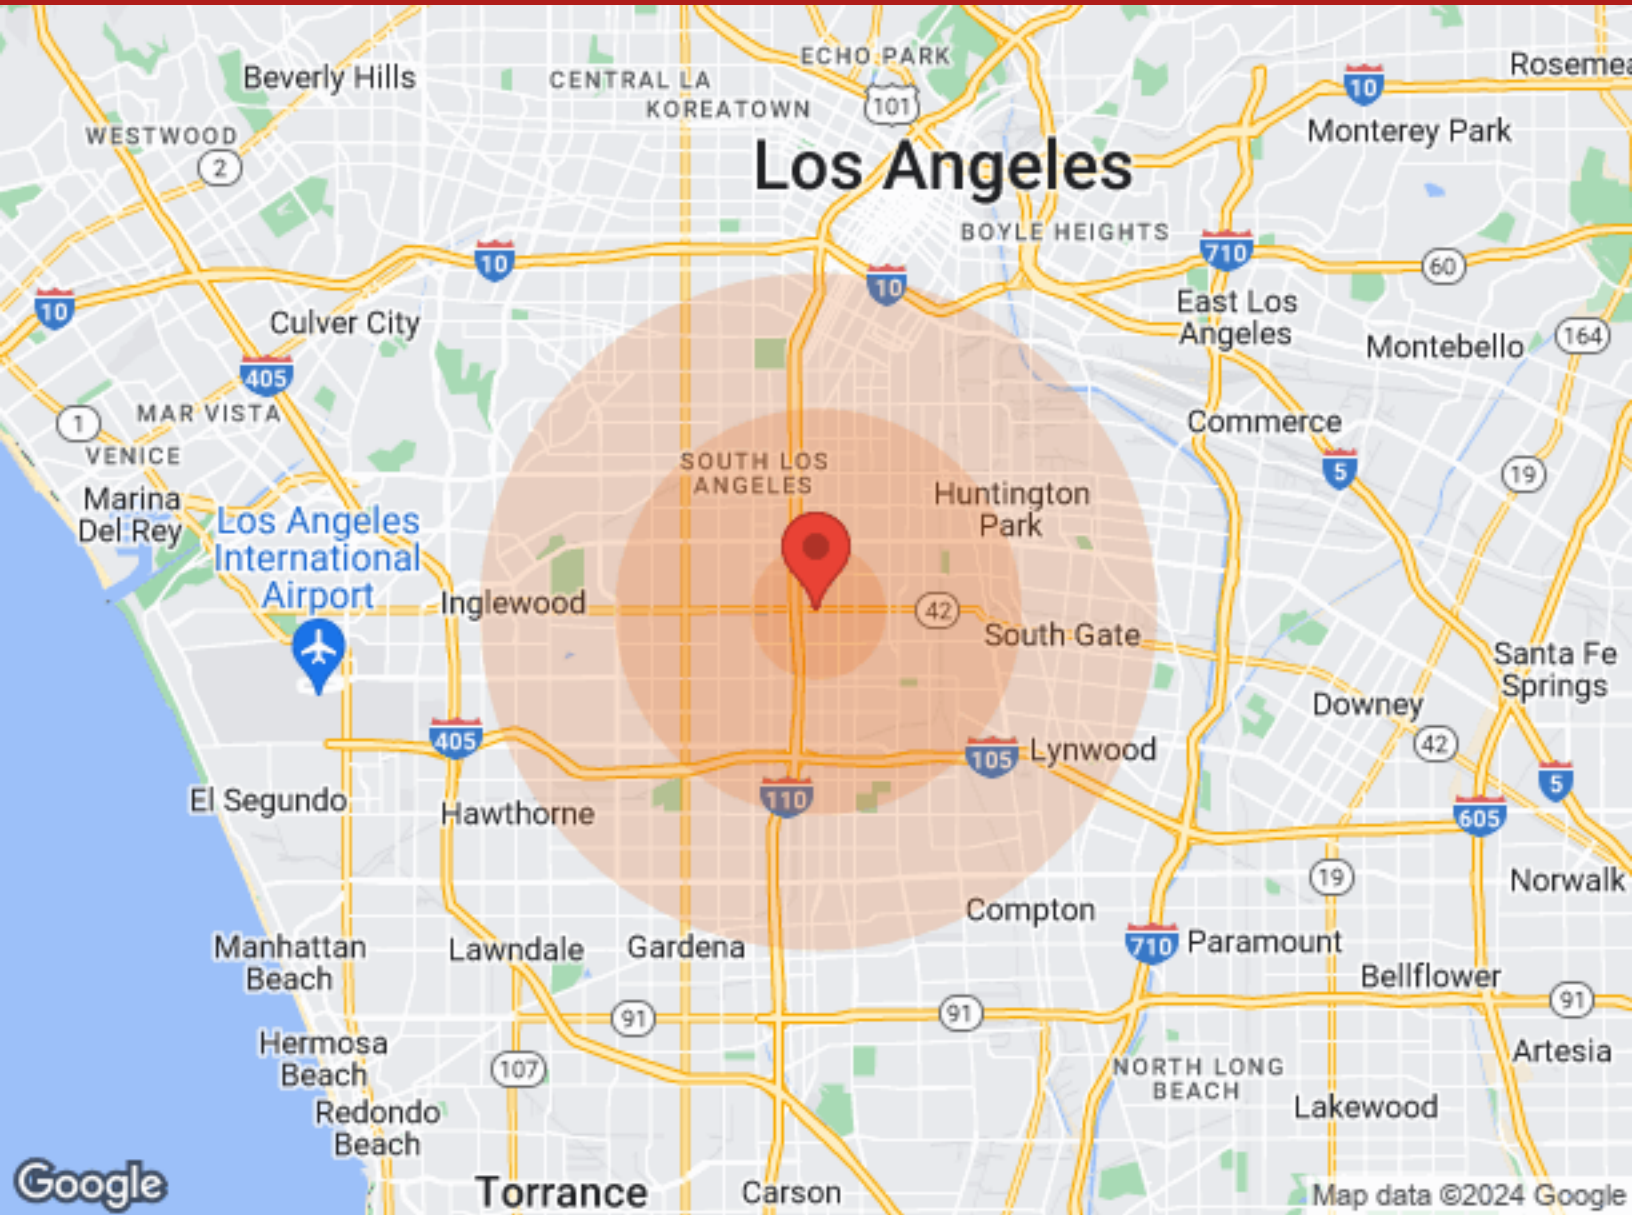 ECHO PARK
Beverly Hills
CENTRAL LA
Rosemea
10
KOREATOWN
101
WESTWOOD
Monterey Park
2
Los Angeles
BOYLE HEIGHTS
10
710
60
10
10
Culver City
East Los
Angeles
164
Montebello
405
MAR VISTA
1
Commerce
VENICE
SOUTH LOS
ANGELES
5
19
Marina
Del Rey
Huntington
Park
Los Angeles
International
Airport
Inglewood
42
South Gate
Santa Fe
Springs
Downey
405
105
Lynwood
42
5
El Segundo
110
Hawthorne
605
19
Norwalk
Compton
Manhattan
Beach
Lawndale
Gardena
710
Paramount
Bellflower
91
91
91
Hermosa
Beach
107
Artesia
NORTH LONG
BEACH
Redondo
Beach
Lakewood
Google
Torrance
Carson
Map data ©2024 Google